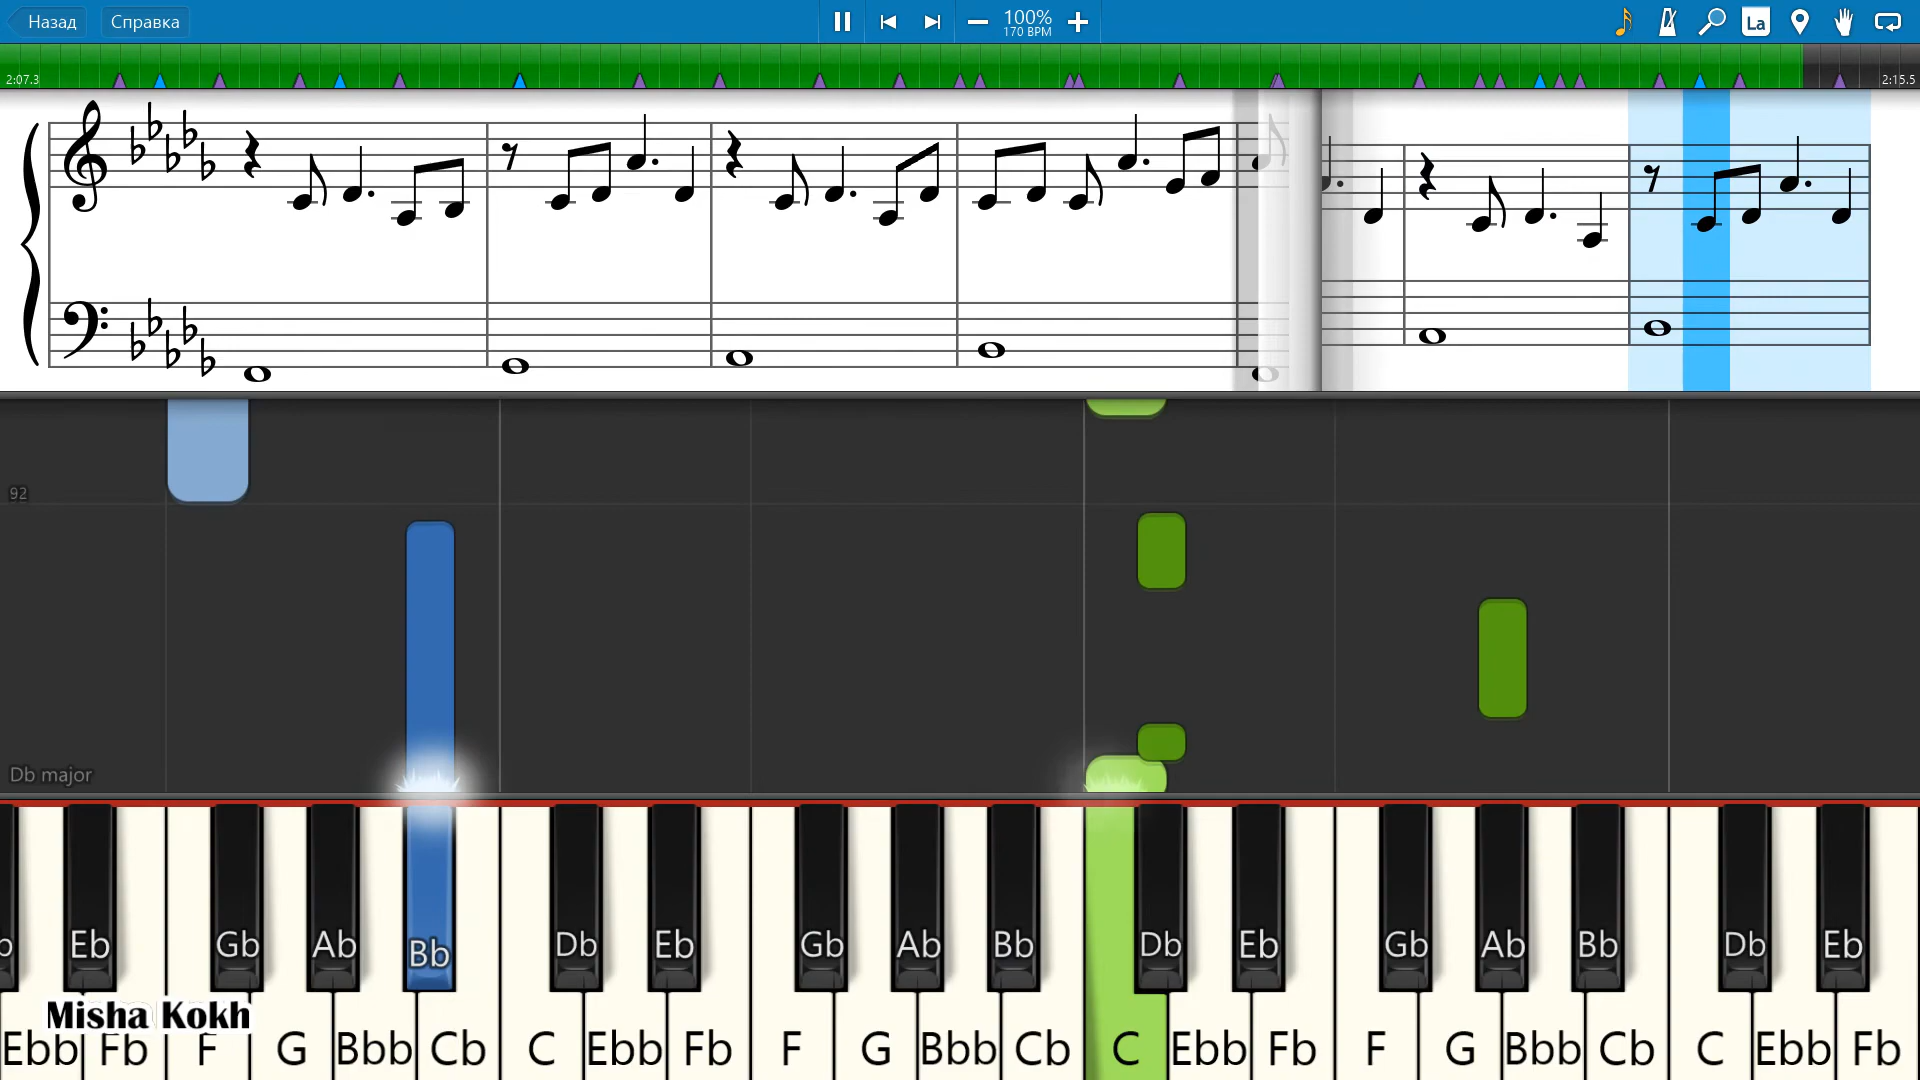 Назад Справка 100% La
170 BPM
2:07.3 2:15.5
92
Db major
Eb Gb Ab Bb Db Eb Gb Ab Bb Db Eb Gb Ab Bb Db Eb
Misha Kokh
Ebb Fb F G Bbb Cb C Ebb Fb F G Bbb Cb C Ebb Fb F G Bbb Cb C Ebb Fb